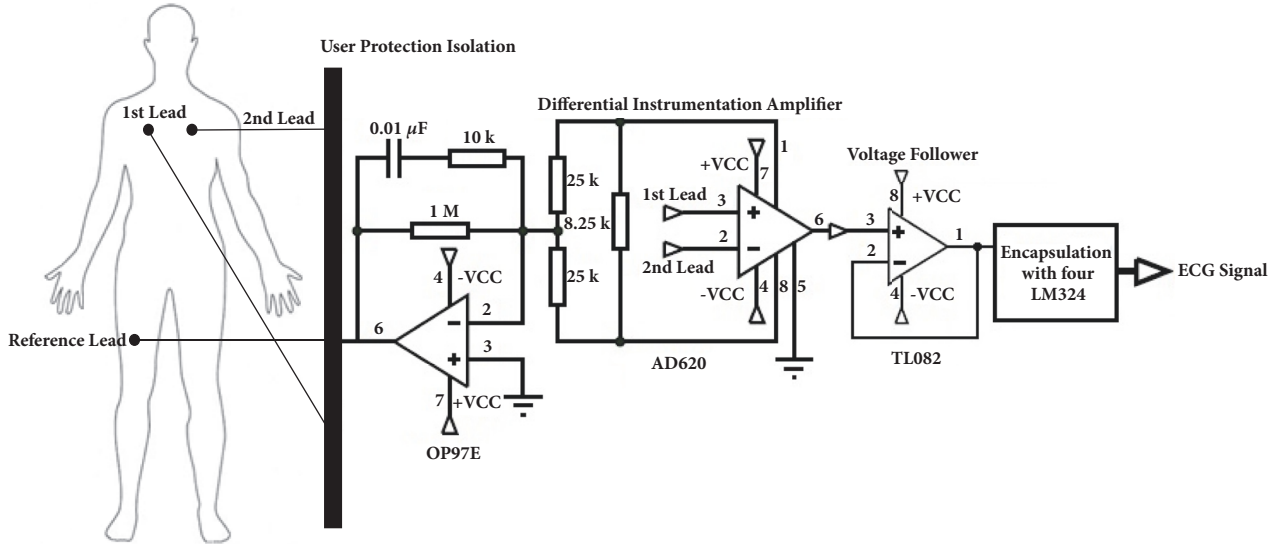 User Protection Isolation
1st Lead
2nd Lead
Reference Lead
0.01 μF
10 k
1 M
4
-VCC
2
6
3
7
+VCC
OP97E
Differential Instrumentation Amplifier
25 k
8.25 k
25 k
1
+VCC
7
1st Lead
3
6
2
2nd Lead
-VCC
4
8
5
AD620
Voltage Follower
8
+VCC
3
1
2
4
-VCC
TL082
Encapsulation
with four
LM324
ECG Signal